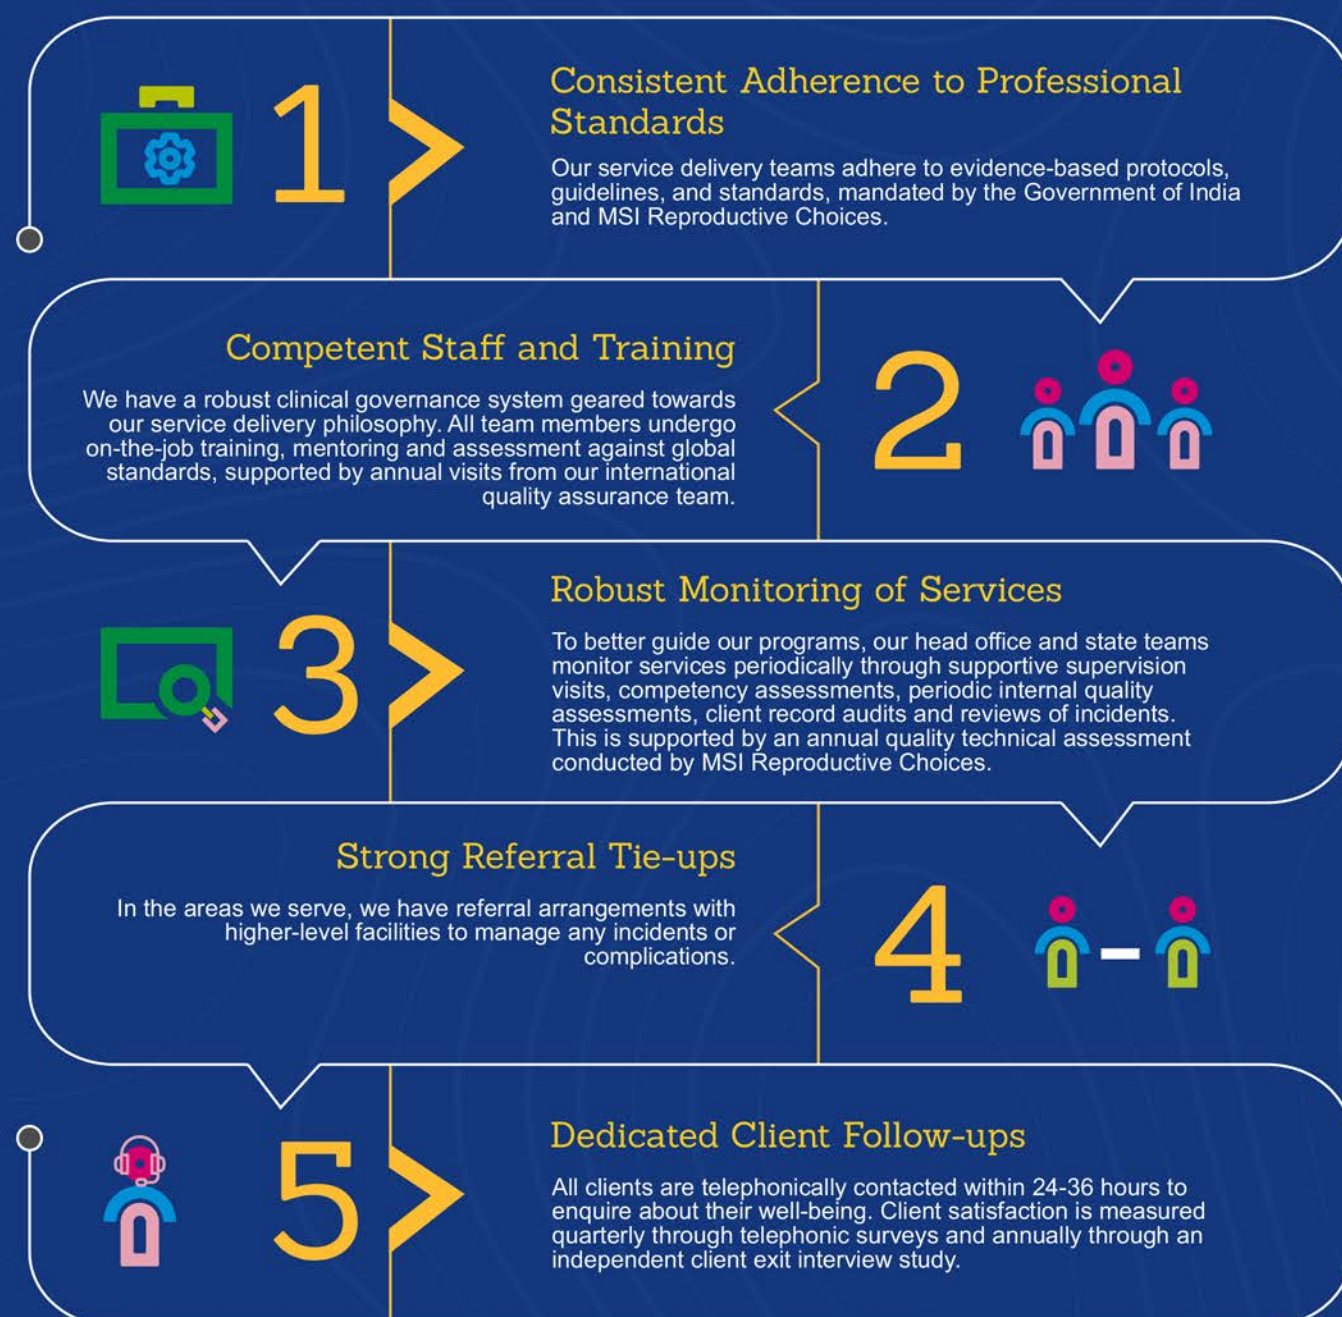 1
Consistent Adherence to Professional
Standards
Our service delivery teams adhere to evidence-based protocols,
guidelines, and standards, mandated by the Government of India
and MSI Reproductive Choices.
Competent Staff and Training
We have a robust clinical governance system geared towards
our service delivery philosophy. All team members undergo
on-the-job training, mentoring and assessment against global
standards, supported by annual visits from our international
quality assurance team.
2
3
Robust Monitoring of Services
To better guide our programs, our head office and state teams
monitor services periodically through supportive supervision
visits, competency assessments, periodic internal quality
assessments, client record audits and reviews of incidents.
This is supported by an annual quality technical assessment
conducted by MSI Reproductive Choices.
Strong Referral Tie-ups
In the areas we serve, we have referral arrangements with
higher-level facilities to manage any incidents or
complications.
4
5
Dedicated Client Follow-ups
All clients are telephonically contacted within 24-36 hours to
enquire about their well-being. Client satisfaction is measured
quarterly through telephonic surveys and annually through an
independent client exit interview study.